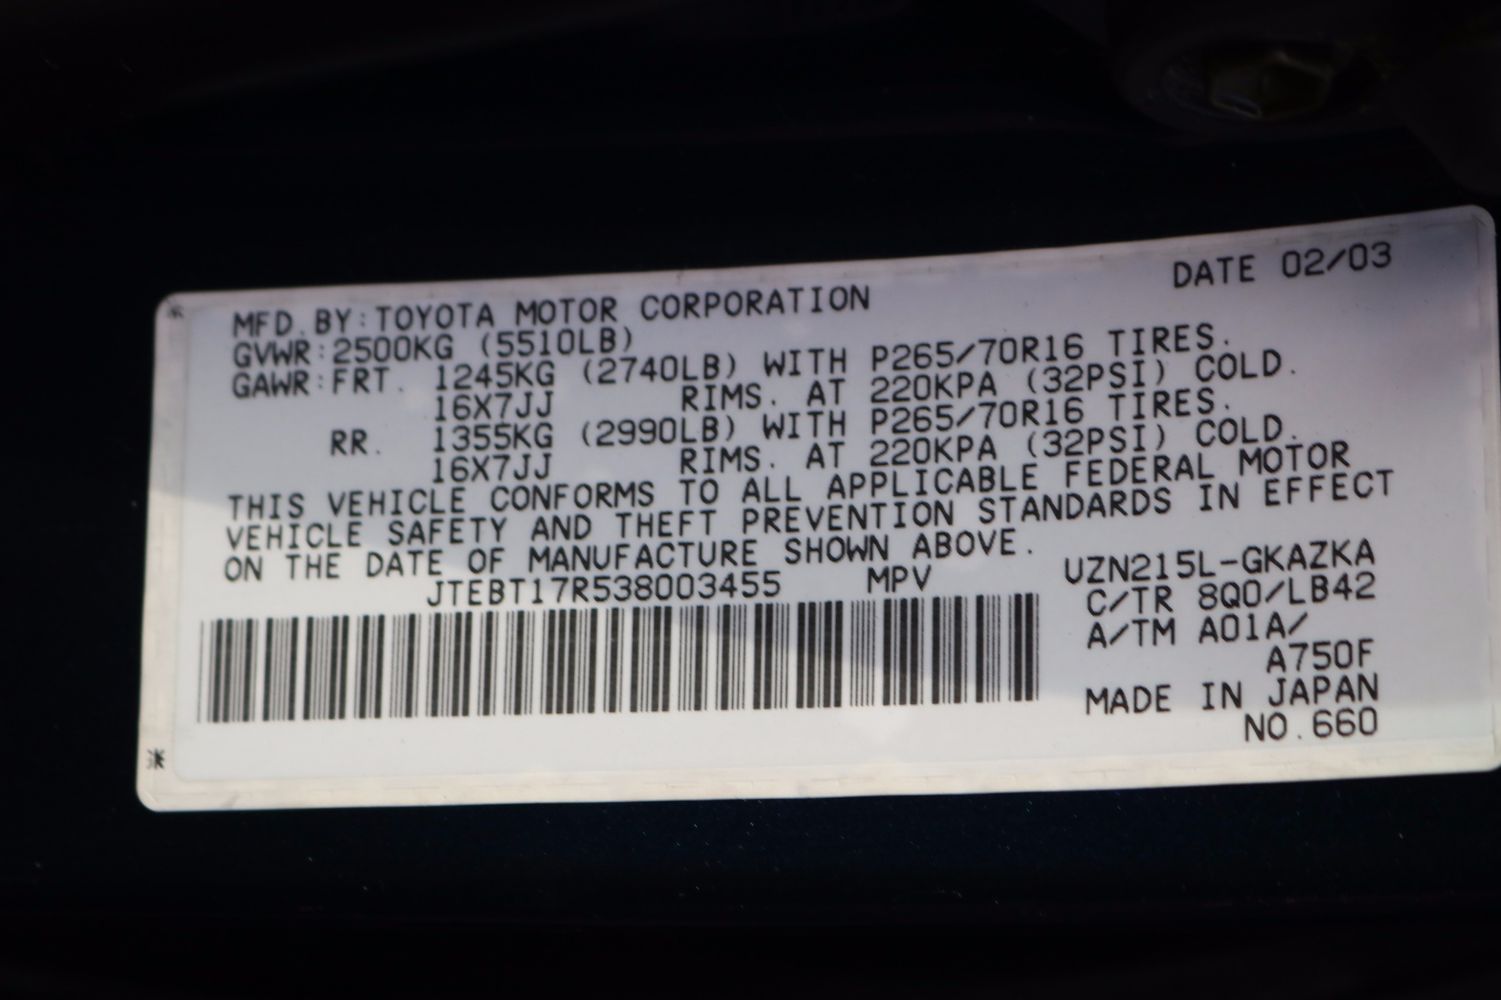 DATE 02/03
MFD.BY:TOYOTA MOTOR CORPORATION
GVWR:2500KG (5510LB)
GAWR:FRT. 1245KG (2740LB) WITH P265/70R16 TIRES.
16X7JJ RIMS. AT 220KPA (32PSI) COLD.
RR. 1355KG (2990LB) WITH P265/70R16 TIRES.
16X7JJ RIMS. AT 220KPA (32PSI) COLD.
THIS VEHICLE CONFORMS TO ALL APPLICABLE FEDERAL MOTOR
VEHICLE SAFETY AND THEFT PREVENTION STANDARDS IN EFFECT
ON THE DATE OF MANUFACTURE SHOWN ABOVE.
JTEBT17R538003455 MPV UZN215L-GKAZKA
C/TR 8Q0/LB42
A/TM A01A/
A750F
MADE IN JAPAN
NO.660